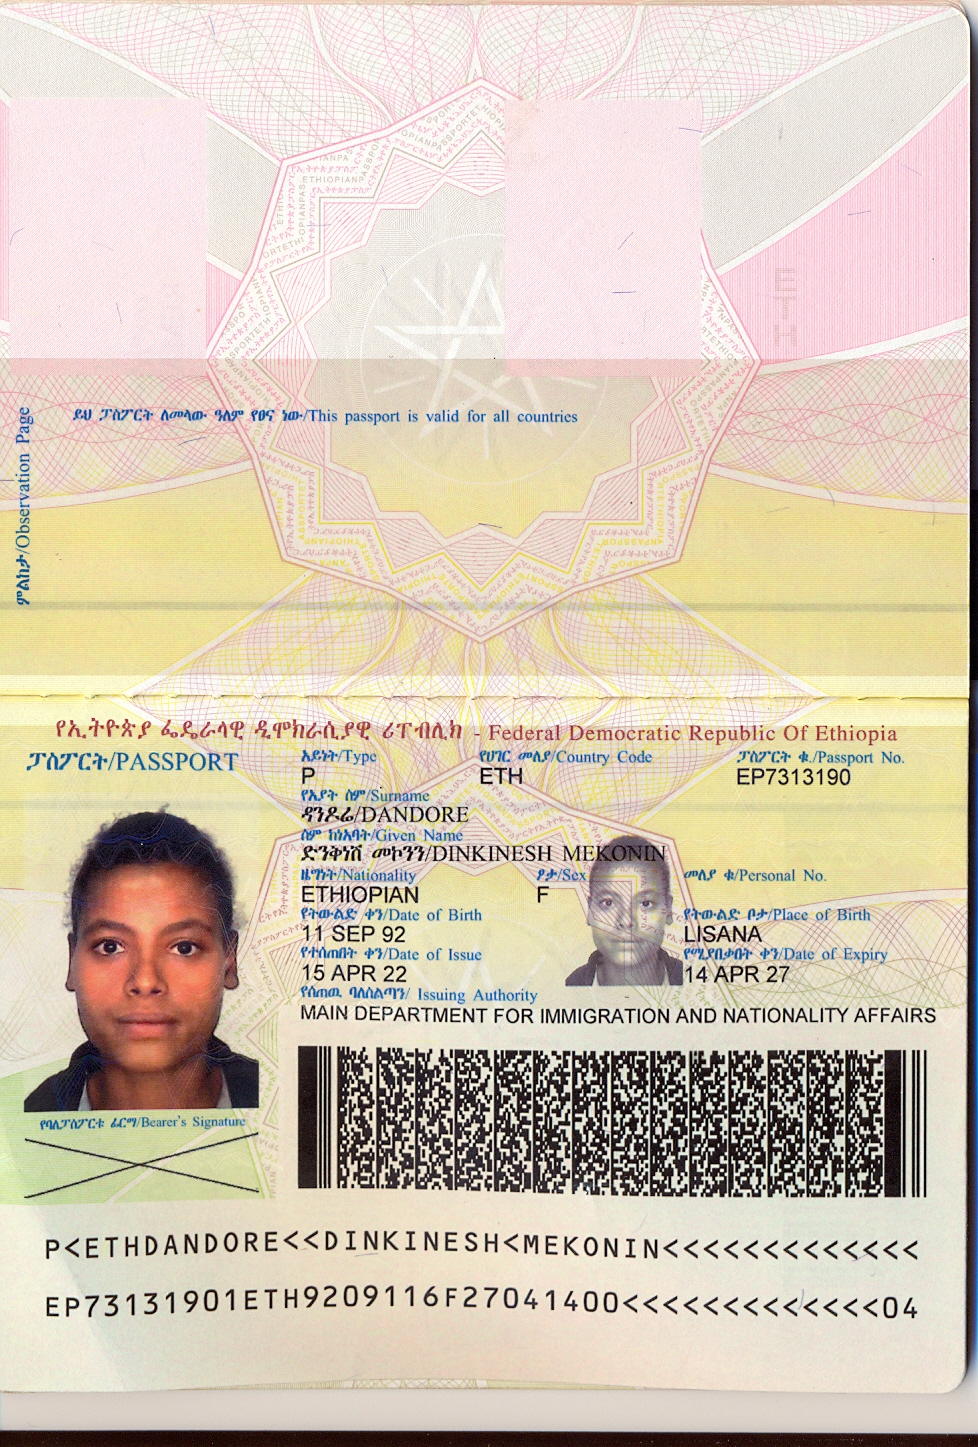 ይህ ፓስፖርት ለመላው ዓለም የፀና ነው/This passport is valid for all countries
ምልከታ/Observation Page
ETH
የኢትዮጵያ ፌዴራላዊ ዲሞክራሲያዊ ሪፐብሊክ - Federal Democratic Republic Of Ethiopia
ፓስፖርት/PASSPORT
አይነት/Type
የሀገር መለያ/Country Code
ፓስፖርት ቁ./Passport No.
P
ETH
EP7313190
የአያት ስም/Surname
ዳንዶሬ/DANDORE
ስም ከነአባት/Given Name
ድንቅነሽ መኮንን/DINKINESH MEKONIN
ዜግነት/Nationality
ፆታ/Sex
መለያ ቁ/Personal No.
ETHIOPIAN
F
የትውልድ ቀን/Date of Birth
የትውልድ ቦታ/Place of Birth
11 SEP 92
LISANA
የተሰጠበት ቀን/Date of Issue
የሚያበቃበት ቀን/Date of Expiry
15 APR 22
14 APR 27
የሰጠዉ ባለስልጣን/ Issuing Authority
MAIN DEPARTMENT FOR IMMIGRATION AND NATIONALITY AFFAIRS
የባለፓስፖርቱ ፊርማ/Bearer's Signature
P<ETHDANDORE<<DINKINESH<MEKONIN<<<<<<<<<<<<<
EP73131901ETH9209116F27041400<<<<<<<<<<<<<04